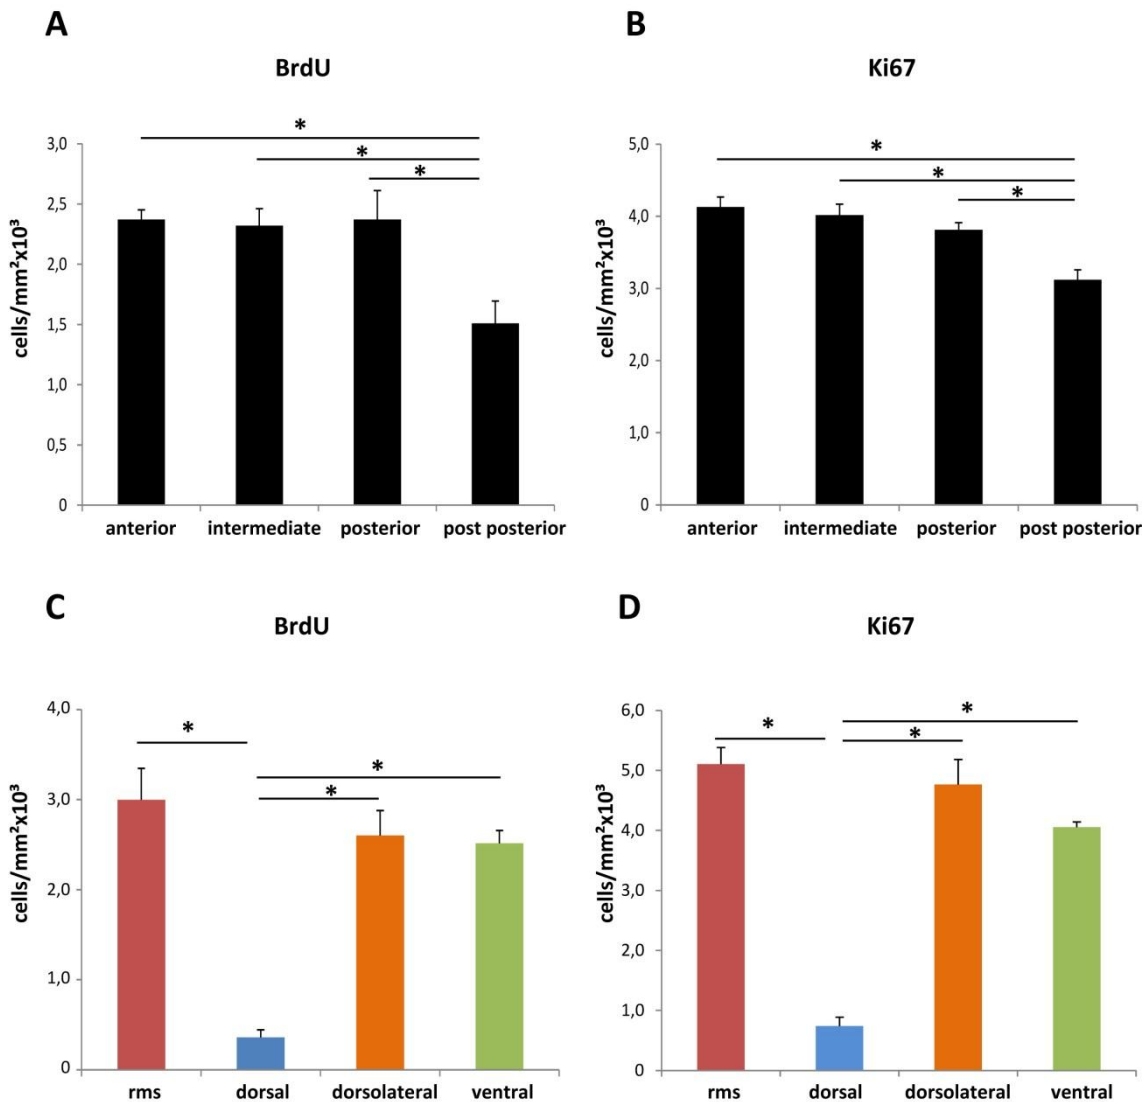 A
BrdU
cells/mm²x10³
3,0
2,5
2,0
1,5
1,0
0,5
0
*
*
*
anterior intermediate posterior post posterior
B
Ki67
cells/mm²x10³
5,0
4,0
3,0
2,0
1,0
0
*
*
*
anterior intermediate posterior post posterior
C
BrdU
cells/mm²x10³
4,0
3,0
2,0
1,0
0
*
*
*
rms dorsal dorsolateral ventral
D
Ki67
cells/mm²x10³
6,0
5,0
4,0
3,0
2,0
1,0
0
*
*
*
rms dorsal dorsolateral ventral